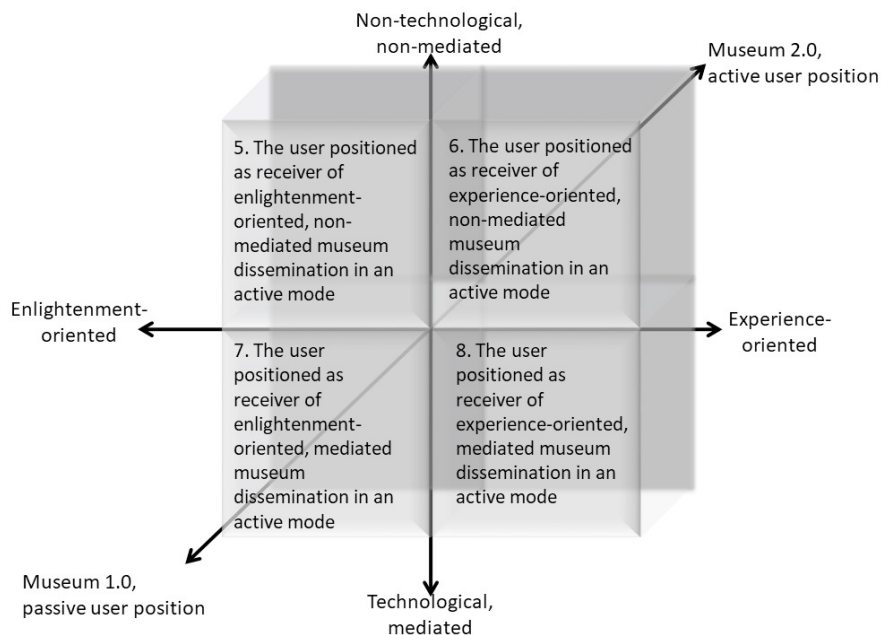 Non-technological,
non-mediated
Museum 2.0,
active user position
5. The user positioned
as receiver of
enlightenment-
oriented, non-
mediated museum
dissemination in an
active mode
6. The user positioned
as receiver of
experience-oriented,
non-mediated
museum
dissemination in an
active mode
Enlightenment-
oriented
Experience-
oriented
7. The user
positioned as
receiver of
enlightenment-
oriented, mediated
museum
dissemination in an
active mode
8. The user
positioned as
receiver of
experience-oriented,
mediated museum
dissemination in an
active mode
Museum 1.0,
passive user position
Technological,
mediated